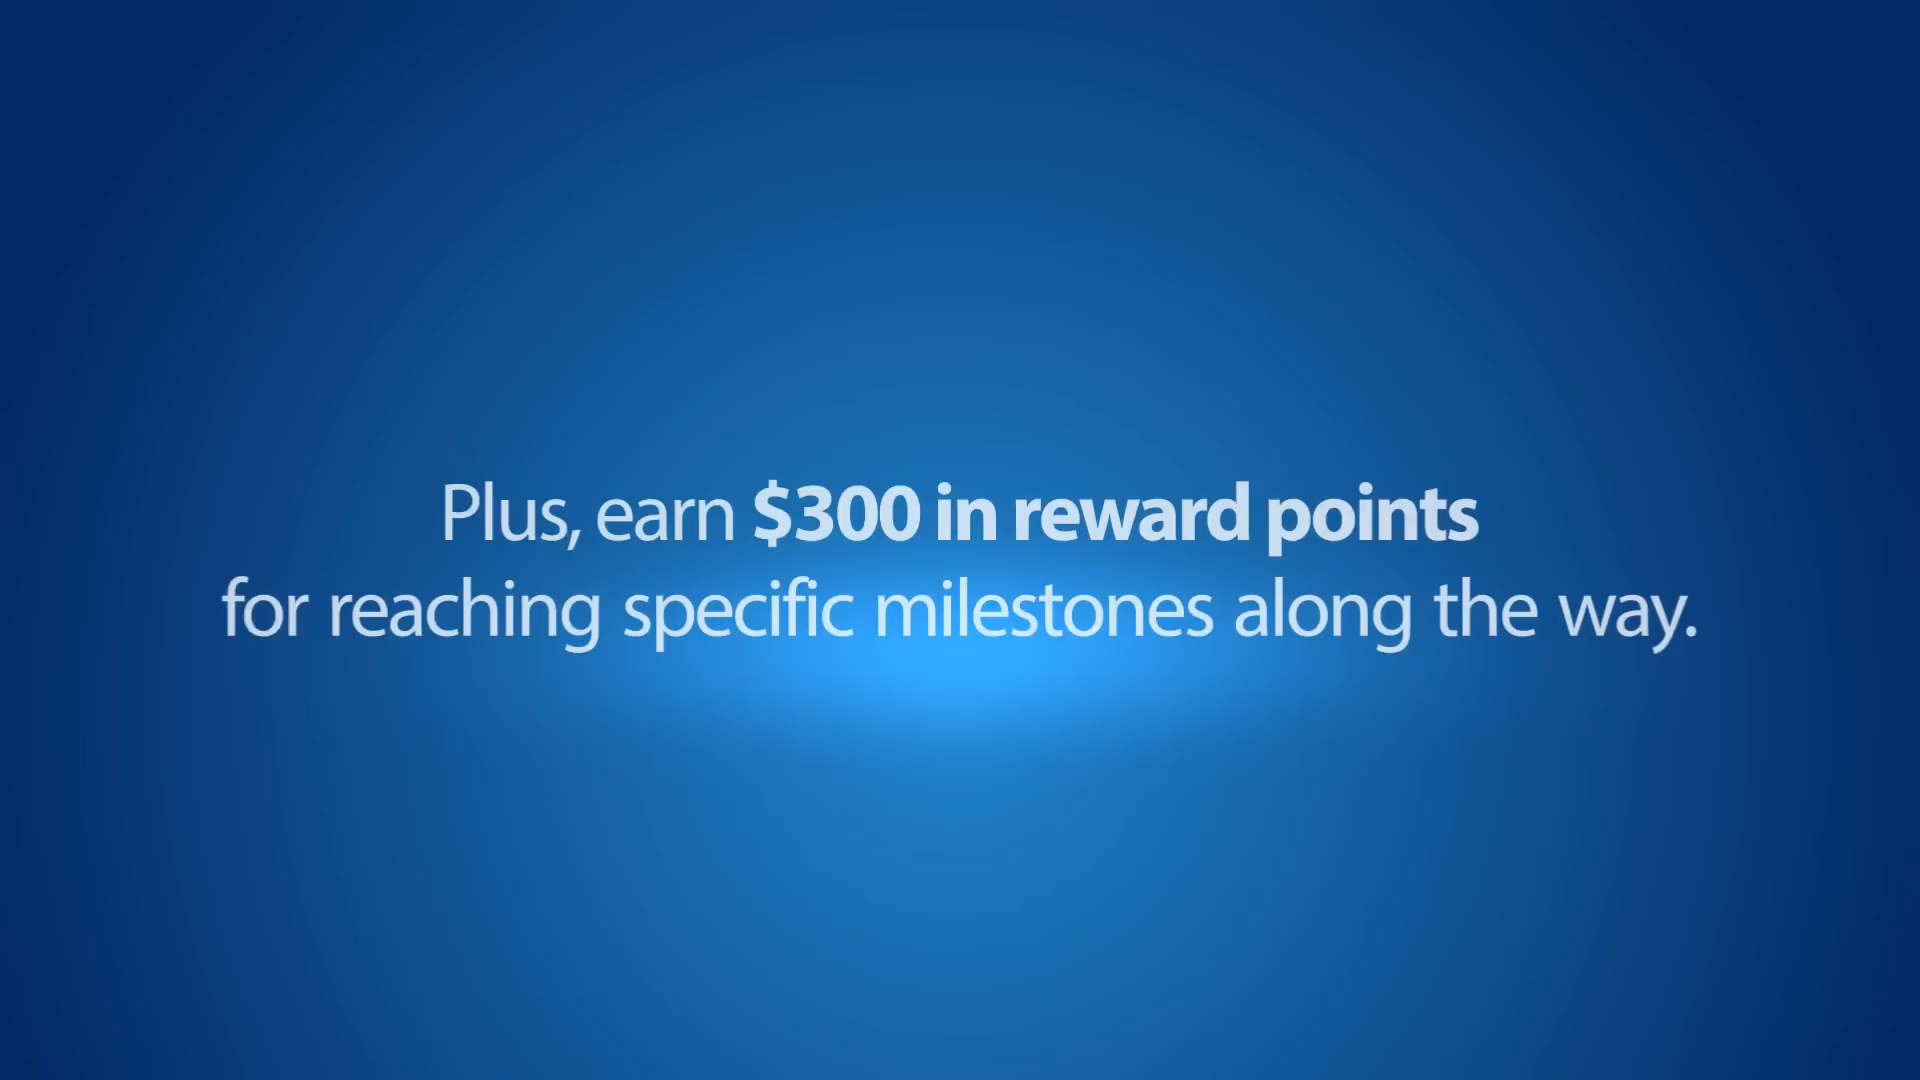 Plus, earn $300 in reward points
for reaching specific milestones along the way.